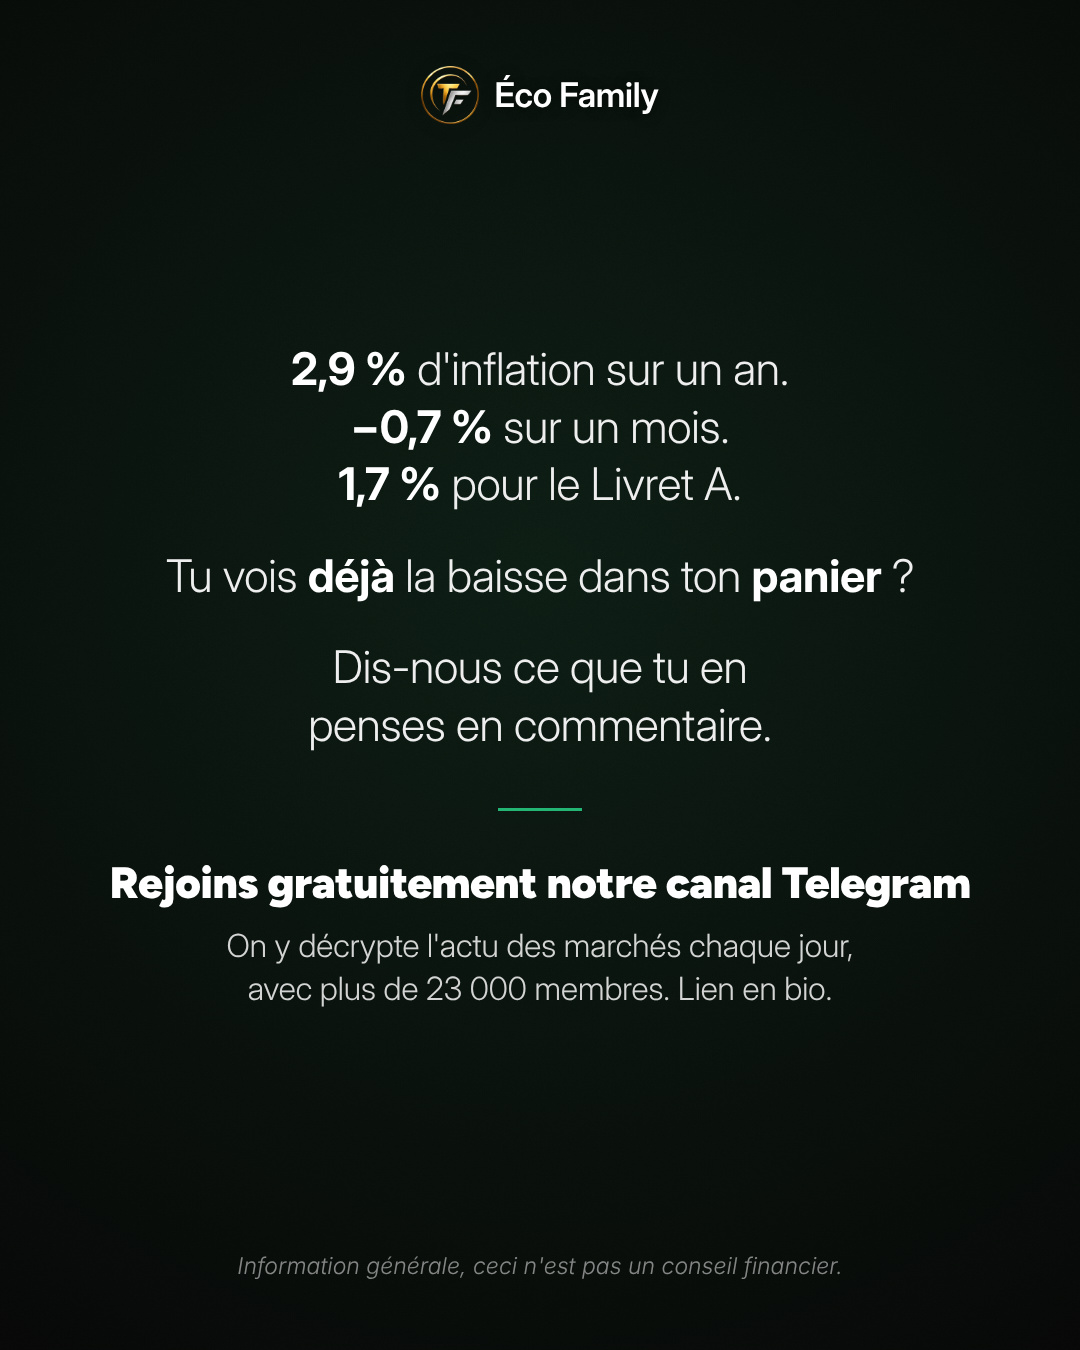 TF Éco Family
2,9 % d'inflation sur un an.
−0,7 % sur un mois.
1,7 % pour le Livret A.
Tu vois déjà la baisse dans ton panier ?
Dis-nous ce que tu en
penses en commentaire.
Rejoins gratuitement notre canal Telegram
On y décrypte l'actu des marchés chaque jour,
avec plus de 23 000 membres. Lien en bio.
Information générale, ceci n'est pas un conseil financier.